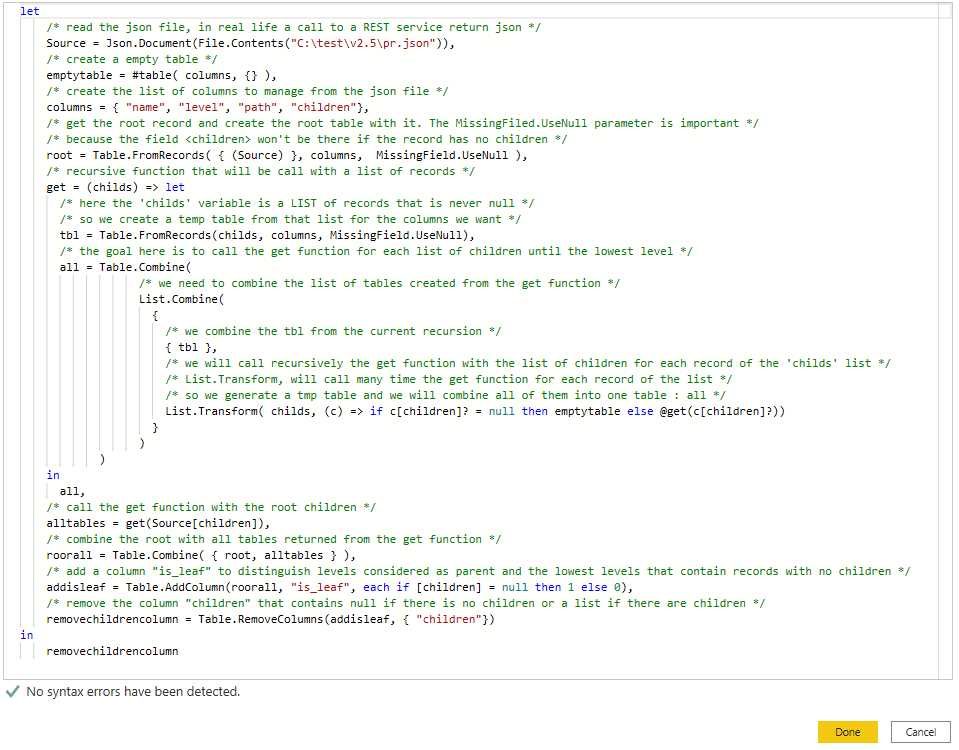 let
/* read the json file, in real life a call to a REST service return json */
Source = Json.Document(File.Contents("C:\test\v2.5\pr.json")),
/* create a empty table */
emptytable = #table( columns, {} ),
/* create the list of columns to manage from the json file */
columns = { "name", "level", "path", "children"},
/* get the root record and create the root table with it. The MissingFiled.UseNull parameter is important */
/* because the field <children> won't be there if the record has no children */
root = Table.FromRecords( { (Source) }, columns,  MissingField.UseNull ),
/* recursive function that will be call with a list of records */
get = (childs) => let
/* here the 'childs' variable is a LIST of records that is never null */
/* so we create a temp table from that list for the columns we want */
tbl = Table.FromRecords(childs, columns, MissingField.UseNull),
/* the goal here is to call the get function for each list of children until the lowest level */
all = Table.Combine(
/* we need to combine the list of tables created from the get function */
List.Combine(
{
/* we combine the tbl from the current recursion */
{ tbl },
/* we will call recursively the get function with the list of children for each record of the 'childs' list */
/* List.Transform, will call many time the get function for each record of the list */
/* so we generate a tmp table and we will combine all of them into one table : all */
List.Transform( childs, (c) => if c[children]? = null then emptytable else @get(c[children]?))
}
)
)
in
all,
/* call the get function with the root children */
alltables = get(Source[children]),
/* combine the root with all tables returned from the get function */
roorall = Table.Combine( { root, alltables } ),
/* add a column "is_leaf" to distinguish levels considered as parent and the lowest levels that contain records with no children */
addisleaf = Table.AddColumn(roorall, "is_leaf", each if [children] = null then 1 else 0),
/* remove the column "children" that contains null if there is no children or a list if there are children */
removechildrencolumn = Table.RemoveColumns(addisleaf, { "children"})
in
removechildrencolumn
No syntax errors have been detected.
Done
Cancel